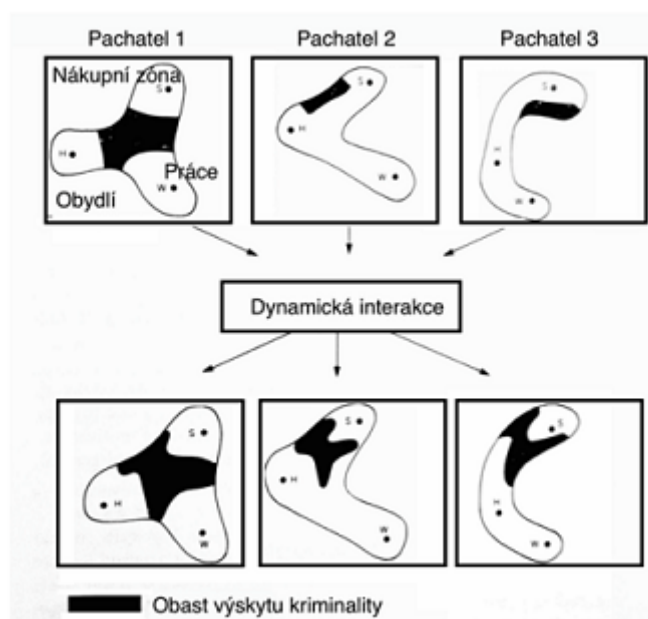 Pachatel 1 Pachatel 2 Pachatel 3
Nákupní zóna
S S S
H H H
Práce
W W W
Obydlí
Dynamická interakce
S S S
H H H
W W W
Obast výskytu kriminality